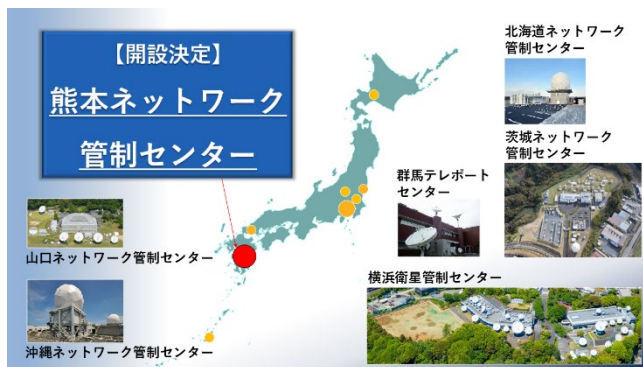 【開設決定】
熊本ネットワーク
管制センター
北海道ネットワーク
管制センター
茨城ネットワーク
管制センター
群馬テレポート
センター
山口ネットワーク管制センター
横浜衛星管制センター
沖縄ネットワーク管制センター